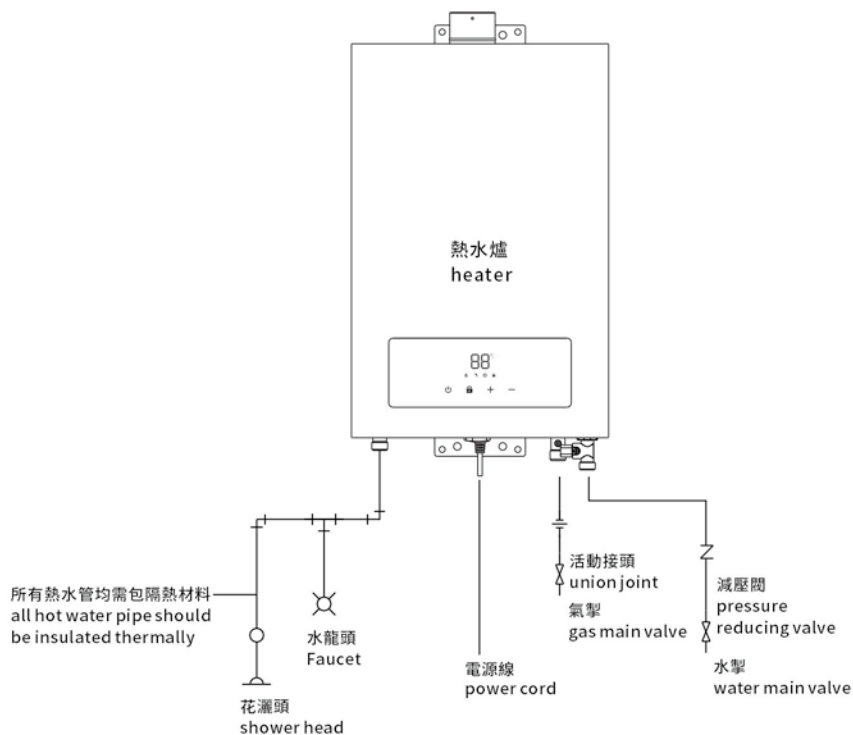 熱水爐
heater
88
°C
所有熱水管均需包隔熱材料
all hot water pipe should
be insulated thermally
花灑頭
shower head
水龍頭
Faucet
電源線
power cord
活動接頭
union joint
氣掣
gas main valve
減壓閥
pressure
reducing valve
水掣
water main valve